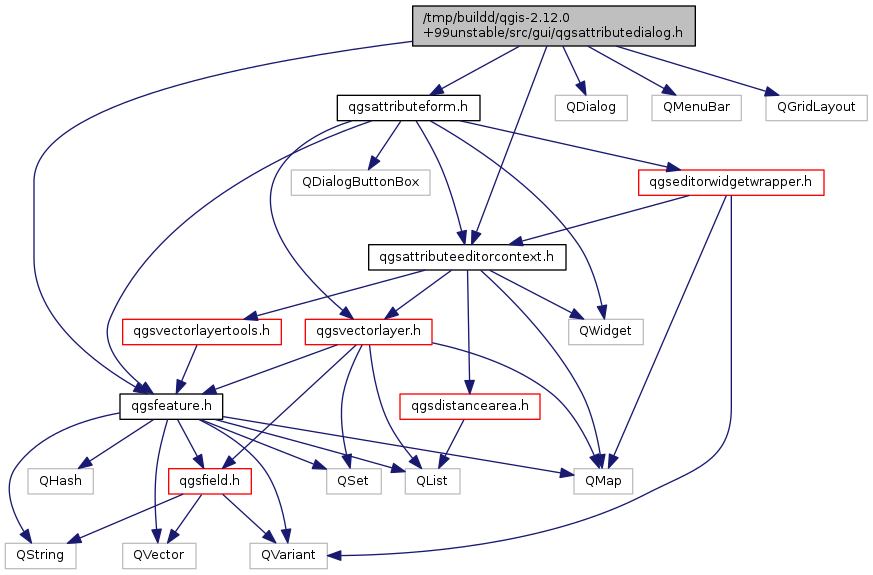 /tmp/buildd/qgis-2.12.0
+99unstable/src/gui/qgsattributedialog.h
qgsattributeform.h
QDialog
QMenuBar
QGridLayout
QDialogButtonBox
qgseditorwidgetwrapper.h
qgsattributeeditorcontext.h
qgsvectorlayertools.h
qgsvectorlayer.h
QWidget
qgsfeature.h
qgsdistancearea.h
QHash
qgsfield.h
QSet
QList
QMap
QString
QVector
QVariant